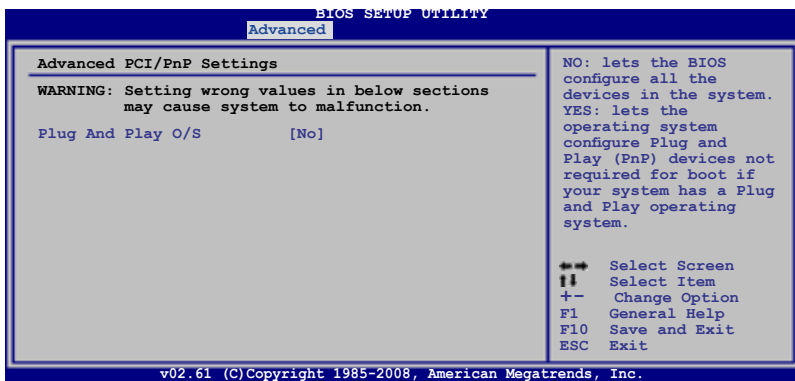 BIOS SETUP UTILITY
Advanced
Advanced PCI/PnP Settings
WARNING: Setting wrong values in below sections
may cause system to malfunction.
Plug And Play O/S [No]
NO: lets the BIOS
configure all the
devices in the system.
YES: lets the
operating system
configure Plug and
Play (PnP) devices not
required for boot if
your system has a Plug
and Play operating
system.
←→ Select Screen
↑↓ Select Item
+- Change Option
F1 General Help
F10 Save and Exit
ESC Exit
v02.61 (C)Copyright 1985-2008, American Megatrends, Inc.